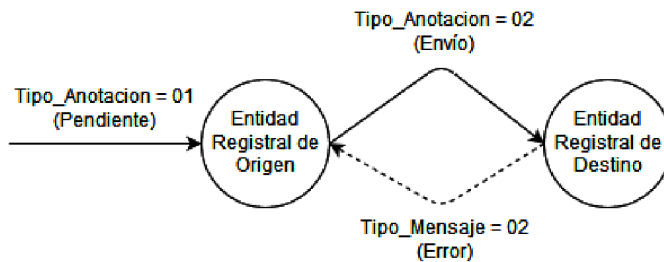 Tipo_Anotacion = 02
(Envío)
Tipo_Anotacion = 01
(Pendiente)
Entidad
Registral de
Origen
Entidad
Registral de
Destino
Tipo_Mensaje = 02
(Error)